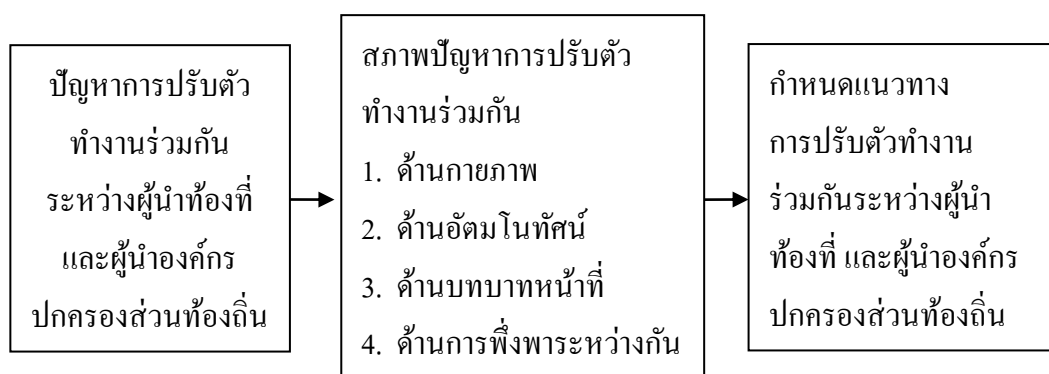 ปัญหาการปรับตัว
ทำงานร่วมกัน
ระหว่างผู้นำท้องที่
และผู้นำองค์กร
ปกครองส่วนท้องถิ่น
สภาพปัญหาการปรับตัว
ทำงานร่วมกัน
1. ด้านกายภาพ
2. ด้านอัตมโนทัศน์
3. ด้านบทบาทหน้าที่
4. ด้านการพึ่งพาระหว่างกัน
กำหนดแนวทาง
การปรับตัวทำงาน
ร่วมกันระหว่างผู้นำ
ท้องที่ และผู้นำองค์กร
ปกครองส่วนท้องถิ่น